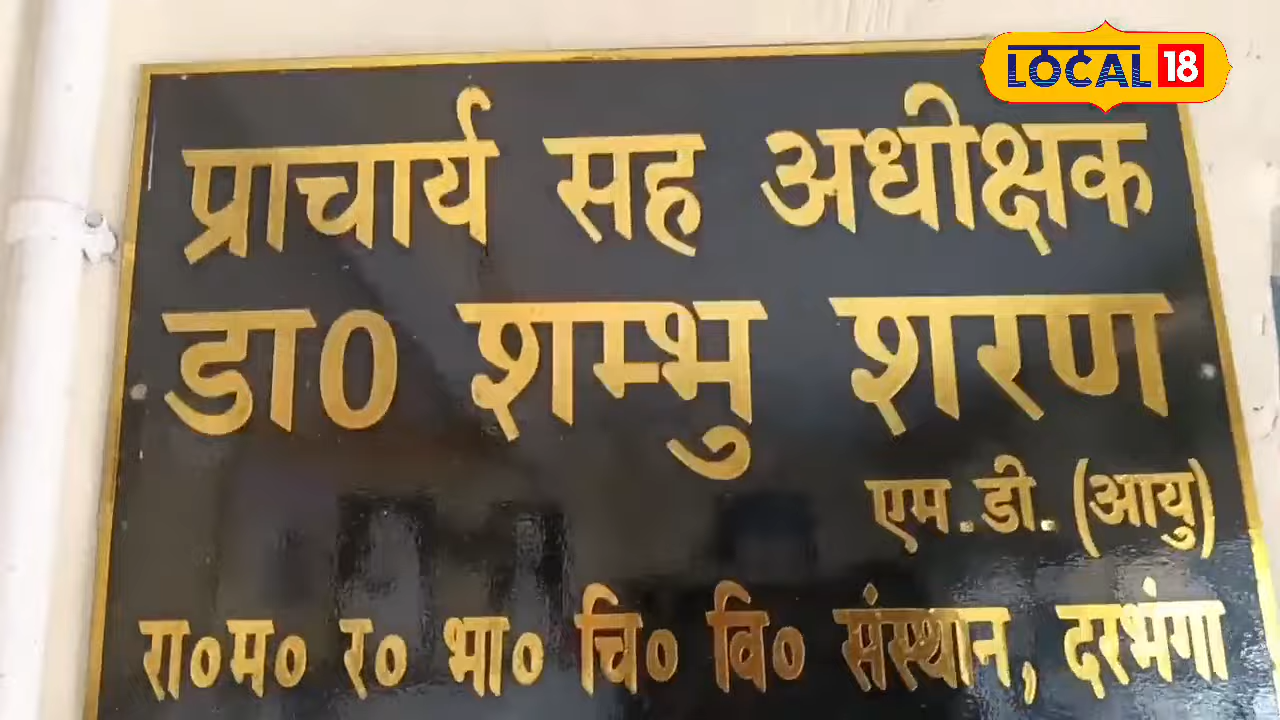 LOCAL 18
प्राचार्य सह अधीक्षक
डा० शम्भु शरण
एम.डी. (आयु)
रा०म० र० भा० चि० वि० संस्थान, दरभंगा